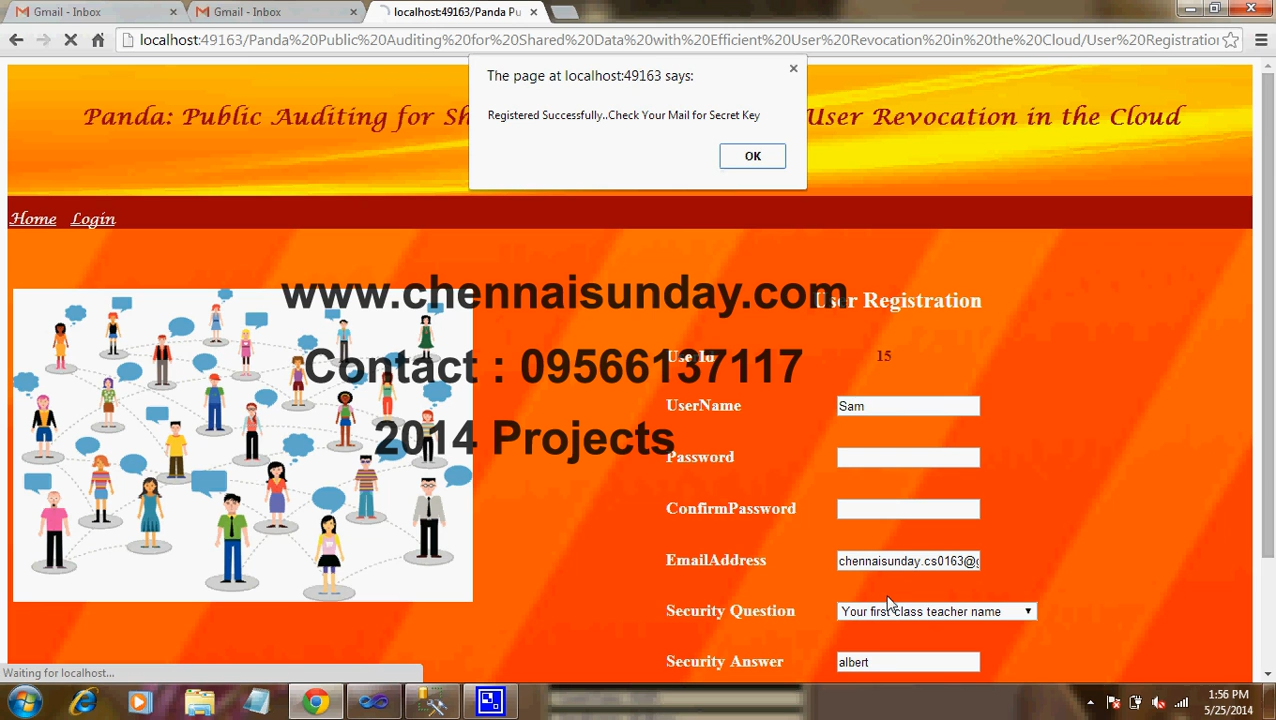 Gmail - Inbox
Gmail - Inbox
localhost:49163/Panda Pu
localhost:49163/Panda%20Public%20Auditing%20for%20Shared%20Data%20with%20Efficient%20User%20Revocation%20in%20the%20Cloud/User%20Registration
The page at localhost:49163 says:
Registered Successfully..Check Your Mail for Secret Key
OK
Panda: Public Auditing for Sh
User Revocation in the Cloud
Home Login
www.chennaisunday.com
Contact : 09566137117
2014 Projects
User Registration
UserId 15
UserName Sam
Password
ConfirmPassword
EmailAddress chennaisunday.cs0163@g
Security Question Your first class teacher name
Security Answer albert
Waiting for localhost...
1:56 PM
5/25/2014